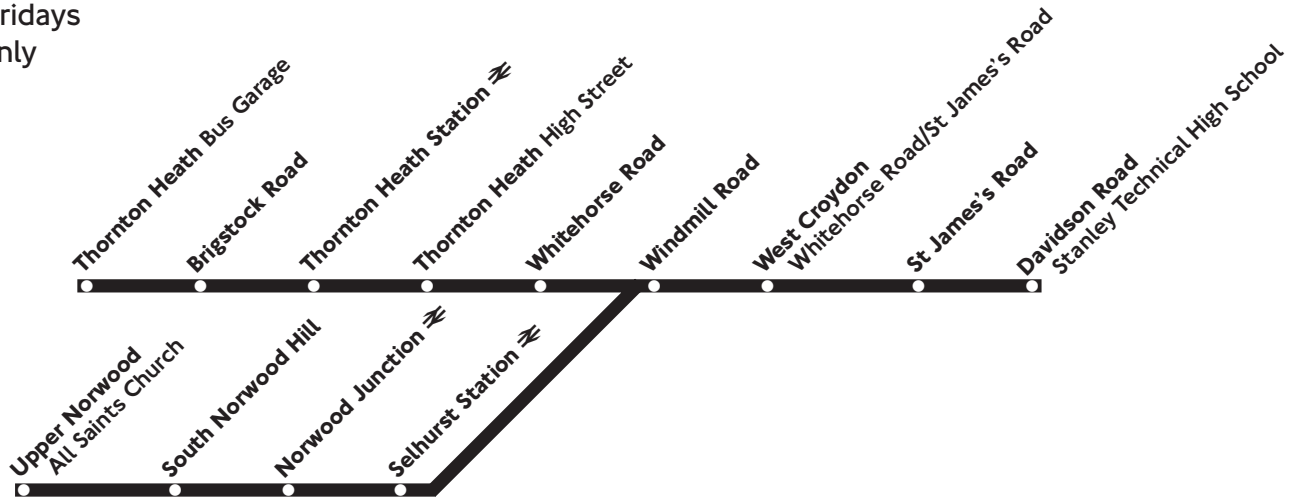 ridays
nly
Thornton Heath Bus Garage
Brigstock Road
Thornton Heath Station
Thornton Heath High Street
Whitehorse Road
Windmill Road
West Croydon
Whitehorse Road/St James's Road
St James's Road
Davidson Road
Stanley Technical High School
Upper Norwood
All Saints Church
South Norwood Hill
Norwood Junction
Selhurst Station